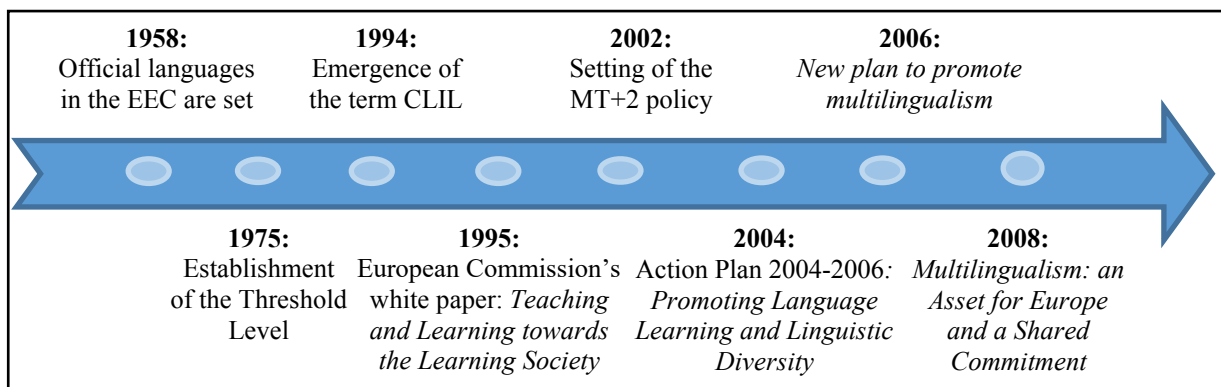 1958:
Official languages
in the EEC are set
1994:
Emergence of
the term CLIL
2002:
Setting of the
MT+2 policy
2006:
New plan to promote
multilingualism
1975:
Establishment
of the Threshold
Level
1995:
European Commission’s
white paper: Teaching
and Learning towards
the Learning Society
2004:
Action Plan 2004-2006:
Promoting Language
Learning and Linguistic
Diversity
2008:
Multilingualism: an
Asset for Europe
and a Shared
Commitment